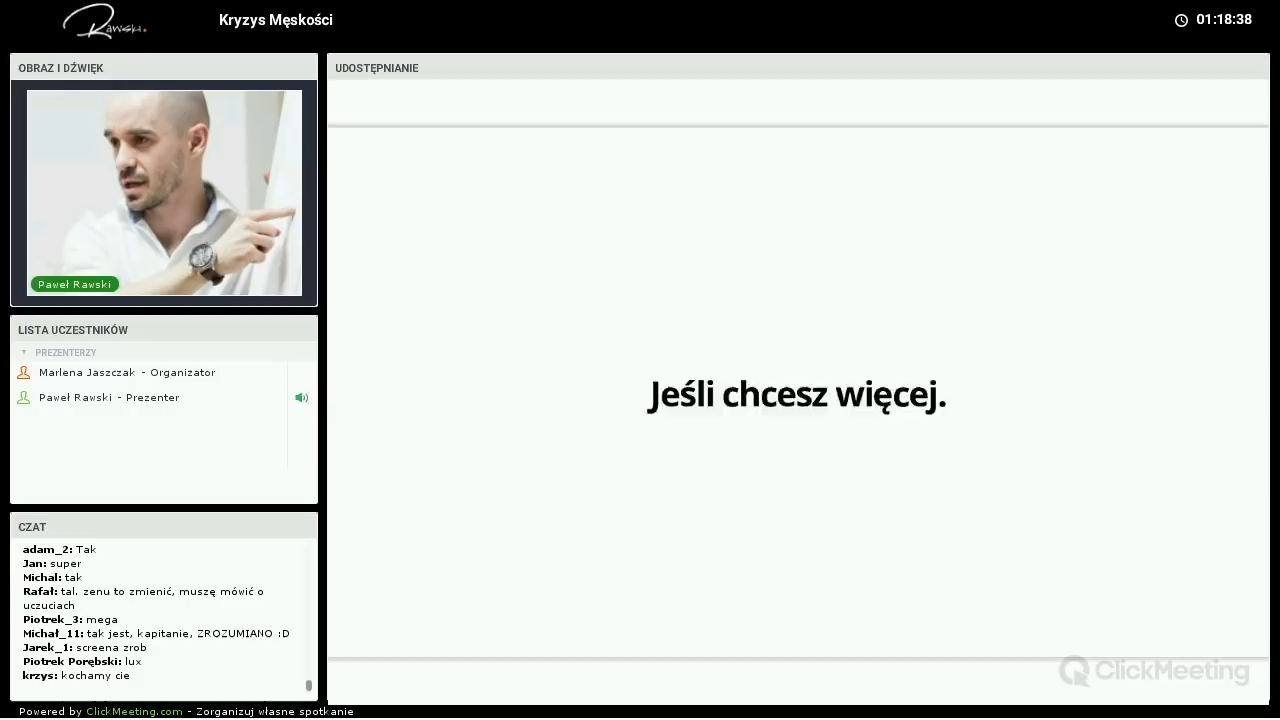 Rawski.
Kryzys Męskości
01:18:38
OBRAZ I DŹWIĘK
Paweł Rawski
UDOSTĘPNIANIE
Jeśli chcesz więcej.
ClickMeeting
LISTA UCZESTNIKÓW
PREZENTERZY
Marlena Jaszczak - Organizator
Paweł Rawski - Prezenter
CZAT
adam_2: Tak
Jan: super
Michal: tak
Rafał: tal. zenu to zmienić, muszę mówić o
uczuciach
Piotrek_3: mega
Michał_11: tak jest, kapitanie, ZROZUMIANO :D
Jarek_1: screena zrob
Piotrek Porębski: lux
krzys: kochamy cie
Powered by ClickMeeting.com - Zorganizuj własne spotkanie